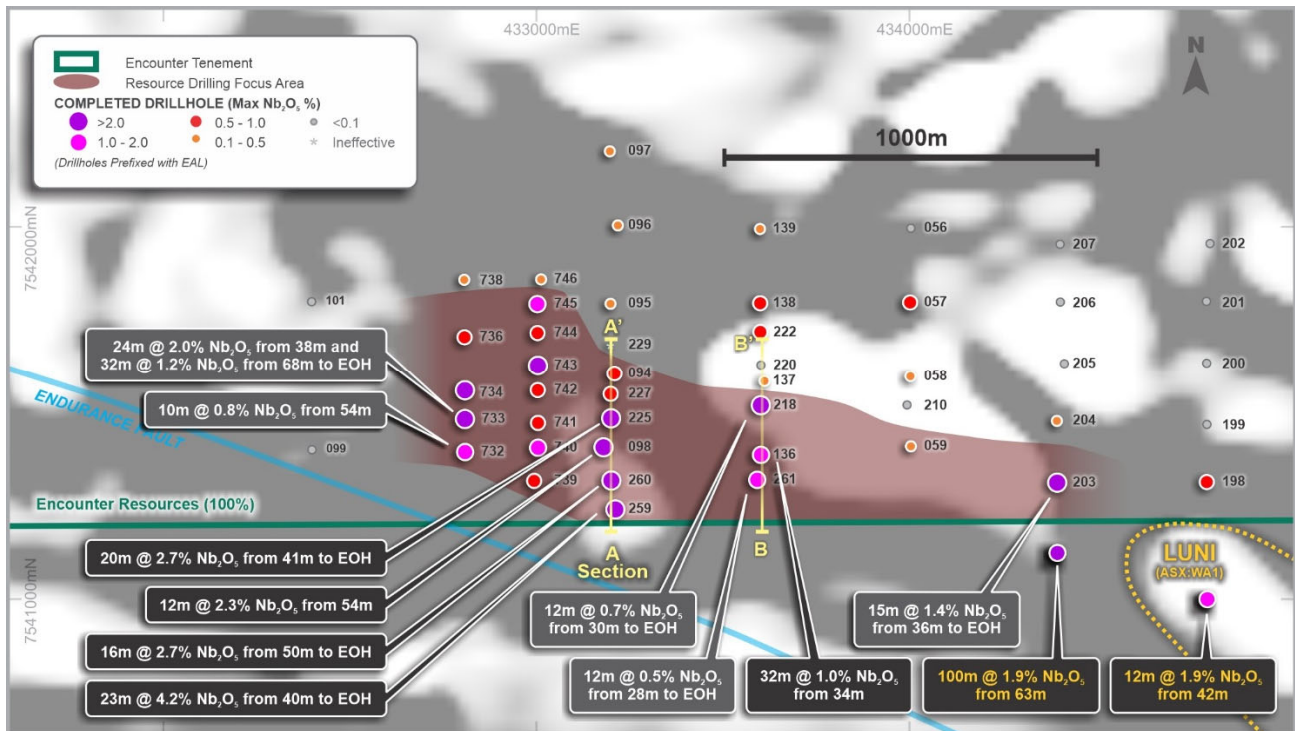 433000mE
434000mE
7542000mN
7541000mN
N
Encounter Tenement
Resource Drilling Focus Area
COMPLETED DRILLHOLE (Max Nb₂O₅ %)
>2.0
0.5 - 1.0
<0.1
1.0 - 2.0
0.1 - 0.5
Ineffective
(Drillholes Prefixed with EAL)
1000m
097
096
139
056
207
202
738
746
101
745
095
138
057
206
201
A'
736
744
229
222
B'
743
094
220
205
200
137
058
734
742
227
218
210
733
741
225
204
199
099
732
740
098
136
059
739
260
261
203
198
259
ENDURANCE FAULT
Encounter Resources (100%)
A
Section
B
LUNI
(ASX:WA1)
24m @ 2.0% Nb₂O₅ from 38m and
32m @ 1.2% Nb₂O₅ from 68m to EOH
10m @ 0.8% Nb₂O₅ from 54m
20m @ 2.7% Nb₂O₅ from 41m to EOH
12m @ 2.3% Nb₂O₅ from 54m
16m @ 2.7% Nb₂O₅ from 50m to EOH
23m @ 4.2% Nb₂O₅ from 40m to EOH
12m @ 0.7% Nb₂O₅
from 30m to EOH
12m @ 0.5% Nb₂O₅
from 28m to EOH
32m @ 1.0% Nb₂O₅
from 34m
15m @ 1.4% Nb₂O₅
from 36m to EOH
100m @ 1.9% Nb₂O₅
from 63m
12m @ 1.9% Nb₂O₅
from 42m